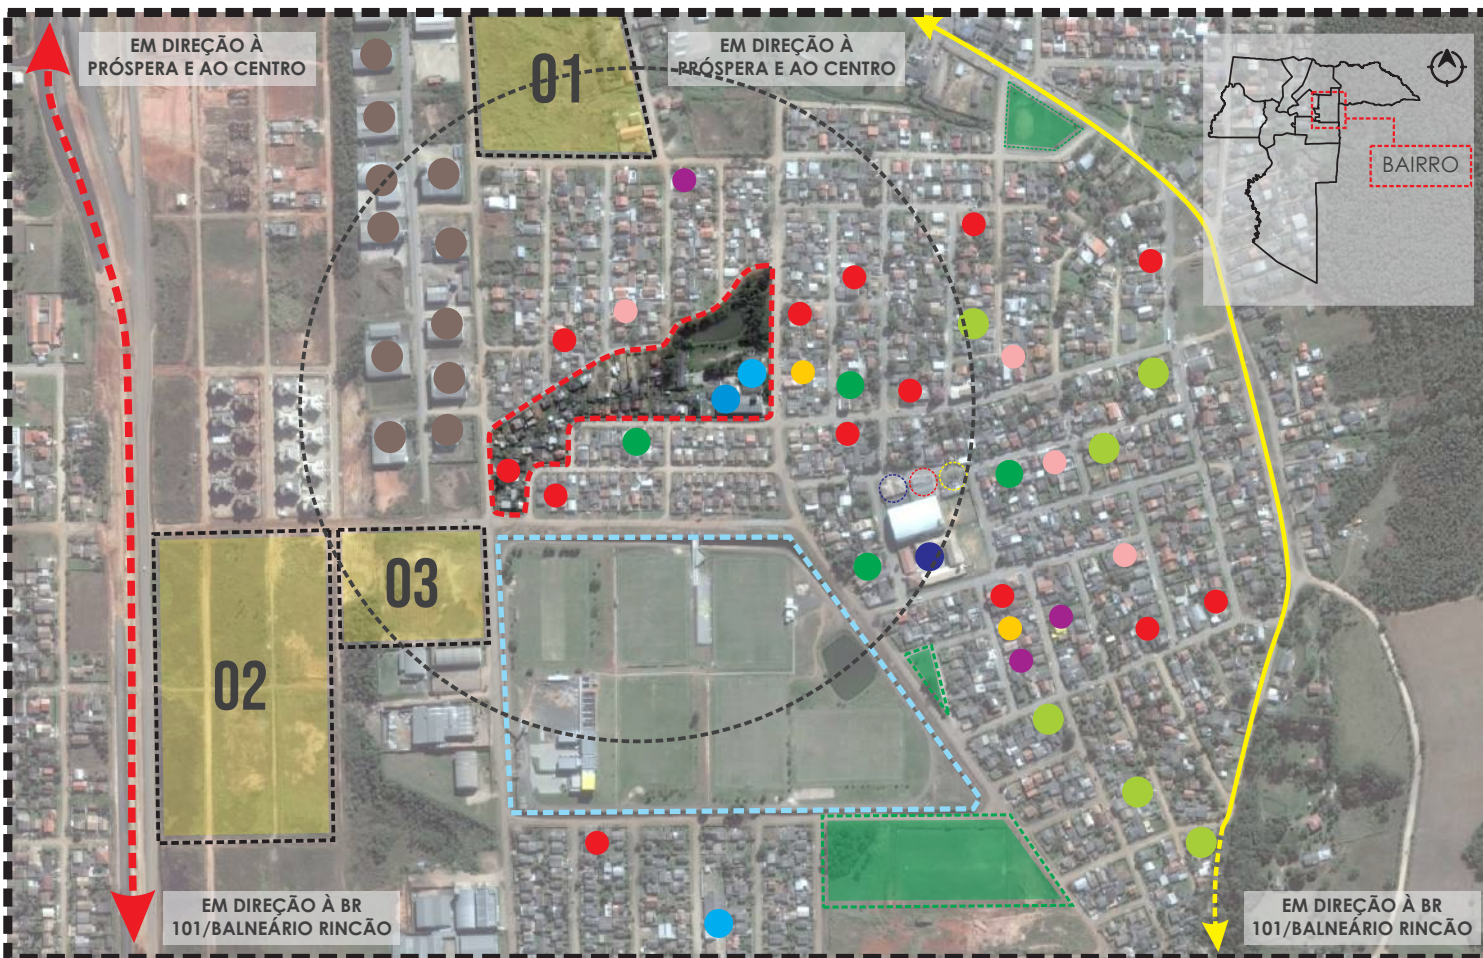 EM DIREÇÃO À
PRÓSPERA E AO CENTRO
EM DIREÇÃO À
PRÓSPERA E AO CENTRO
01
BAIRRO
03
02
EM DIREÇÃO À BR
101/BALNEÁRIO RINCÃO
EM DIREÇÃO À BR
101/BALNEÁRIO RINCÃO